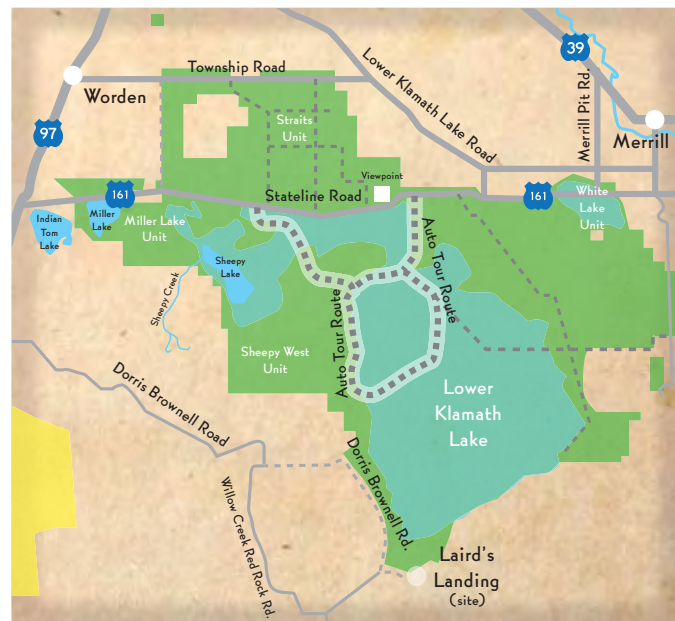 39
Township Road
Lower Klamath Lake Road
Merrill Pit Rd.
Worden
Straits
Unit
97
Merrill
Viewpoint
161
Stateline Road
161
White
Lake
Unit
Indian
Tom
Lake
Miller
Lake
Miller Lake
Unit
Auto Tour Route
Sheepy
Lake
Sheepy Creek
Auto Tour Route
Sheepy West
Unit
Lower
Klamath
Lake
Dorris Brownell Road
Dorris Brownell Rd.
Willow Creek Red Rock Rd.
Laird's
Landing
(site)